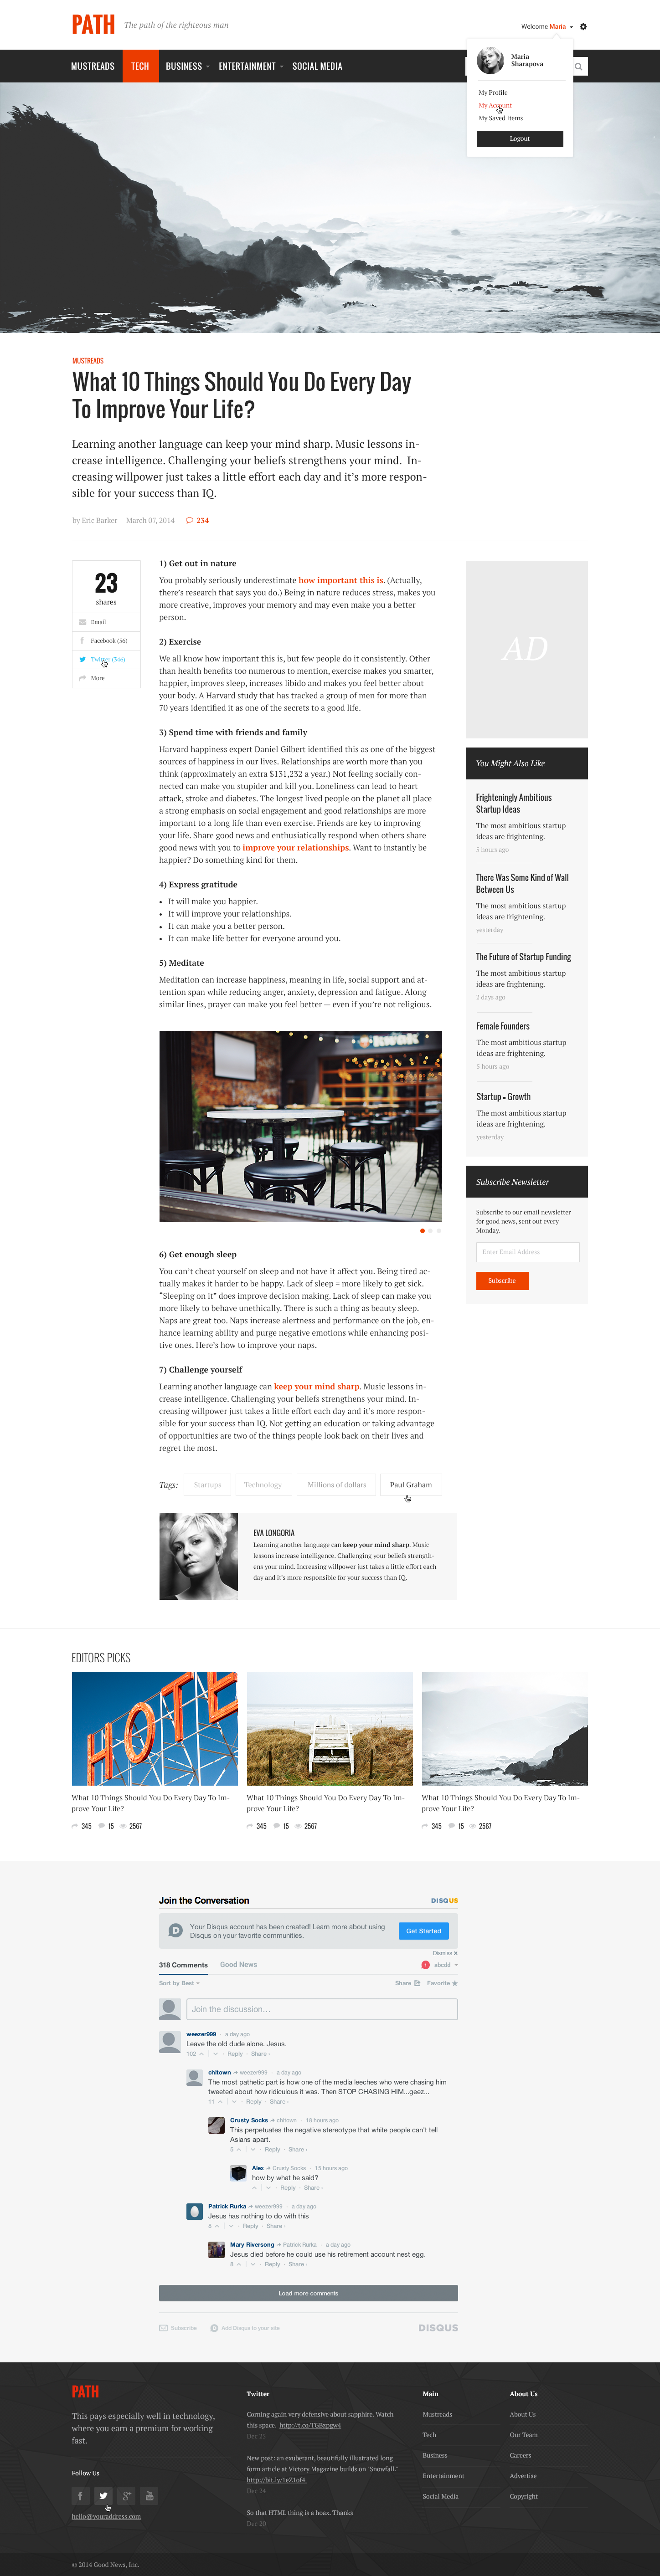 PATH
The path of the righteous man
Welcome Maria
MUSTREADS
TECH
BUSINESS
ENTERTAINMENT
SOCIAL MEDIA
Maria
Sharapova
My Profile
My Account
My Saved Items
Logout
MUSTREADS
What 10 Things Should You Do Every Day
To Improve Your Life?
Learning another language can keep your mind sharp. Music lessons in-
crease intelligence. Challenging your beliefs strengthens your mind. In-
creasing willpower just takes a little effort each day and it's more respon-
sible for your success than IQ.
by Eric Barker March 07, 2014 234
23
shares
Email
Facebook (56)
More
1) Get out in nature
You probably seriously underestimate how important this is. (Actually,
there's research that says you do.) Being in nature reduces stress, makes you
more creative, improves your memory and may even make you a better
person.
2) Exercise
We all know how important this is, but few people do it consistently. Other
than health benefits too numerous to mention, exercise makes you smarter,
happier, improves sleep, increases libido and makes you feel better about
your body. A Harvard study that has tracked a group of men for more than
70 years identified it as one of the secrets to a good life.
3) Spend time with friends and family
Harvard happiness expert Daniel Gilbert identified this as one of the biggest
sources of happiness in our lives. Relationships are worth more than you
think (approximately an extra $131,232 a year.) Not feeling socially con-
nected can make you stupider and kill you. Loneliness can lead to heart
attack, stroke and diabetes. The longest lived people on the planet all place
a strong emphasis on social engagement and good relationships are more
important to a long life than even exercise. Friends are key to improving
your life. Share good news and enthusiastically respond when others share
good news with you to improve your relationships. Want to instantly be
happier? Do something kind for them.
4) Express gratitude
• It will make you happier.
• It will improve your relationships.
• It can make you a better person.
• It can make life better for everyone around you.
5) Meditate
Meditation can increase happiness, meaning in life, social support and at-
tention span while reducing anger, anxiety, depression and fatigue. Along
similar lines, prayer can make you feel better — even if you're not religious.
6) Get enough sleep
You can't cheat yourself on sleep and not have it affect you. Being tired ac-
tually makes it harder to be happy. Lack of sleep = more likely to get sick.
"Sleeping on it" does improve decision making. Lack of sleep can make you
more likely to behave unethically. There is such a thing as beauty sleep.
Naps are great too. Naps increase alertness and performance on the job, en-
hance learning ability and purge negative emotions while enhancing posi-
tive ones. Here's how to improve your naps.
7) Challenge yourself
Learning another language can keep your mind sharp. Music lessons in-
crease intelligence. Challenging your beliefs strengthens your mind. In-
creasing willpower just takes a little effort each day and it's more respon-
sible for your success than IQ. Not getting an education or taking advantage
of opportunities are two of the things people look back on their lives and
regret the most.
Tags: Startups Technology Millions of dollars Paul Graham
EVA LONGORIA
Learning another language can keep your mind sharp. Music
lessons increase intelligence. Challenging your beliefs strength-
ens your mind. Increasing willpower just takes a little effort each
day and it's more responsible for your success than IQ.
AD
You Might Also Like
Frighteningly Ambitious
Startup Ideas
The most ambitious startup
ideas are frightening.
5 hours ago
There Was Some Kind of Wall
Between Us
The most ambitious startup
ideas are frightening.
yesterday
The Future of Startup Funding
The most ambitious startup
ideas are frightening.
2 days ago
Female Founders
The most ambitious startup
ideas are frightening.
5 hours ago
Startup = Growth
The most ambitious startup
ideas are frightening.
yesterday
Subscribe Newsletter
Subscribe to our email newsletter
for good news, sent out every
Monday.
Enter Email Address
Subscribe
EDITORS PICKS
HOTE
What 10 Things Should You Do Every Day To Im-
prove Your Life?
345 15 2567
What 10 Things Should You Do Every Day To Im-
prove Your Life?
345 15 2567
What 10 Things Should You Do Every Day To Im-
prove Your Life?
345 15 2567
Join the Conversation
DISQUS
Your Disqus account has been created! Learn more about using
Disqus on your favorite communities.
Get Started
Dismiss ×
318 Comments Good News 1 abcdd
Sort by Best Share Favorite ★
Join the discussion...
weezer999 · a day ago
Leave the old dude alone. Jesus.
102 · Reply · Share ›
chitown weezer999 · a day ago
The most pathetic part is how one of the media leeches who were chasing him
tweeted about how ridiculous it was. Then STOP CHASING HIM...geez...
11 · Reply · Share ›
Crusty Socks chitown · 18 hours ago
This perpetuates the negative stereotype that white people can't tell
Asians apart.
5 · Reply · Share ›
Alex Crusty Socks · 15 hours ago
how by what he said?
· Reply · Share ›
Patrick Rurka weezer999 · a day ago
Jesus has nothing to do with this
8 · Reply · Share ›
Mary Riversong Patrick Rurka · a day ago
Jesus died before he could use his retirement account nest egg.
6 · Reply · Share ›
Load more comments
Subscribe
Add Disqus to your site
DISQUS
PATH
This pays especially well in technology,
where you earn a premium for working
fast.
Follow Us
hello@youraddress.com
Twitter
Corning again very defensive about sapphire. Watch
this space.
Dec 25
New post: an exuberant, beautifully illustrated long
form article at Victory Magazine builds on "Snowfall."
http://bit.ly/1eZ1of4
Dec 24
So that HTML thing is a hoax. Thanks
Dec 20
Main
Mustreads
Tech
Business
Entertainment
Social Media
About Us
About Us
Our Team
Careers
Advertise
Copyright
© 2014 Good News, Inc.